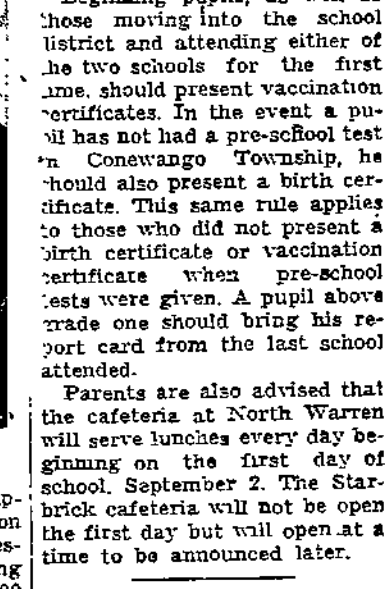 those moving into the school
district and attending either of
the two schools for the first
time, should present vaccination
certificates. In the event a pu-
pil has not had a pre-school test
in Conewango Township, he
should also present a birth cer-
tificate. This same rule applies
to those who did not present a
birth certificate or vaccination
certificate when pre-school
tests were given. A pupil above
grade one should bring his re-
port card from the last school
attended.
Parents are also advised that
the cafeteria at North Warren
will serve lunches every day be-
ginning on the first day of
school, September 2. The Star-
brick cafeteria will not be open
the first day but will open at a
time to be announced later.